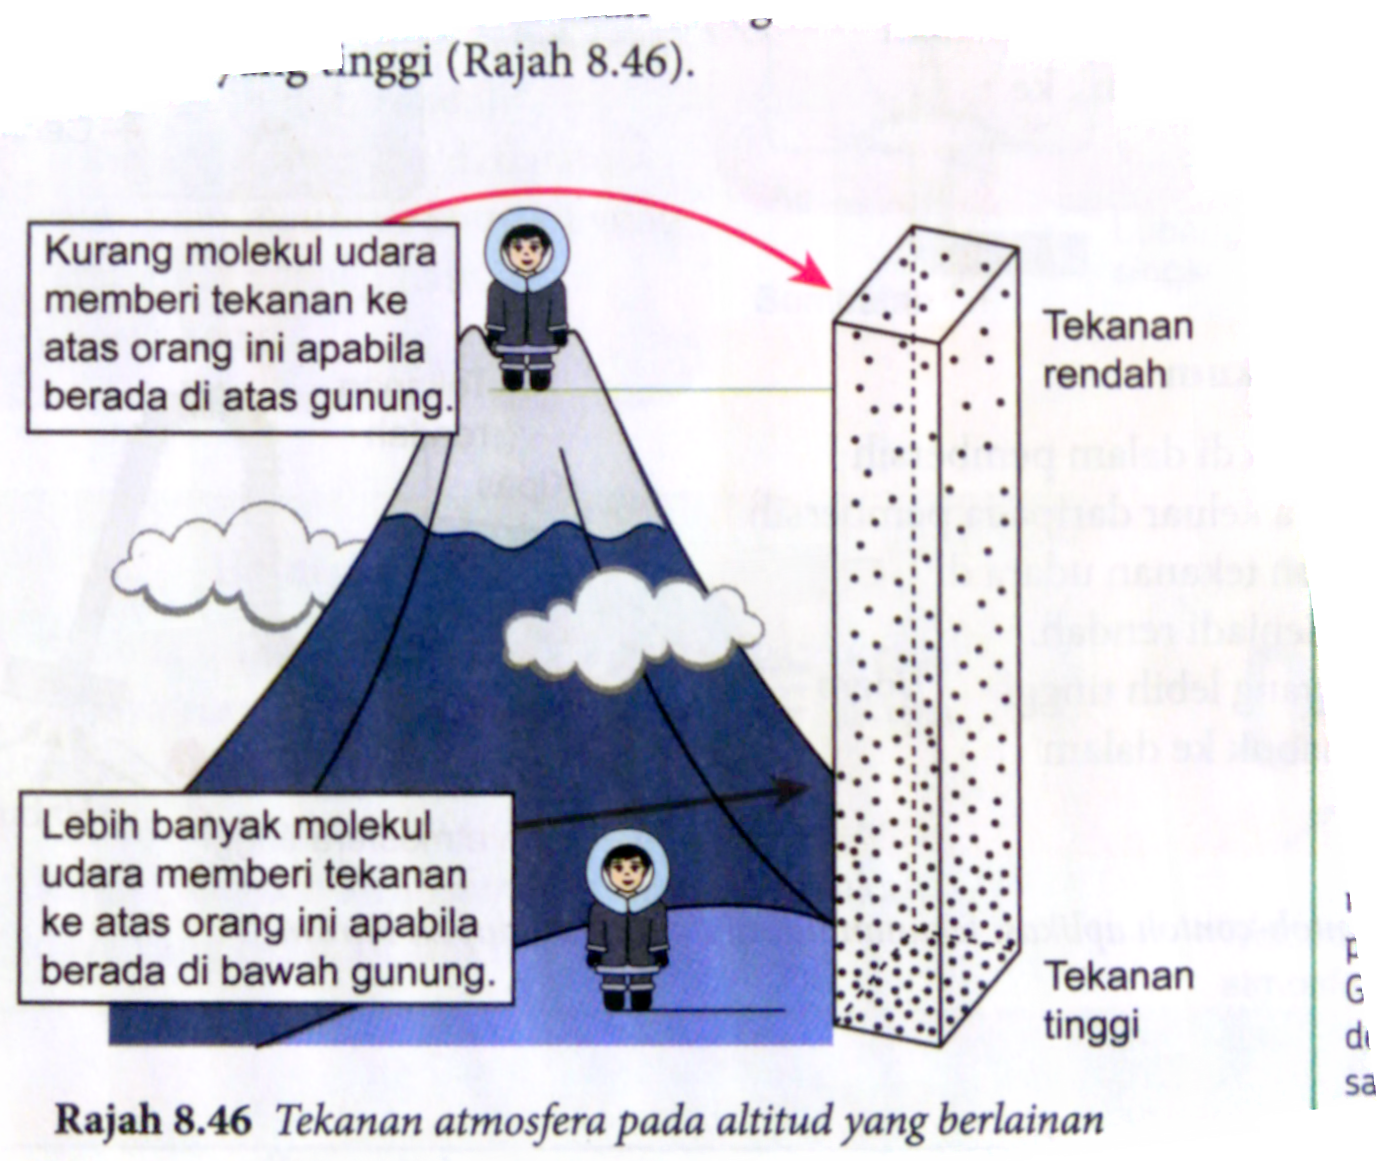 tinggi (Rajah 8.46).
Kurang molekul udara
memberi tekanan ke
atas orang ini apabila
berada di atas gunung.
Tekanan
rendah
Lebih banyak molekul
udara memberi tekanan
ke atas orang ini apabila
berada di bawah gunung.
Tekanan
tinggi
Rajah 8.46 Tekanan atmosfera pada altitud yang berlainan